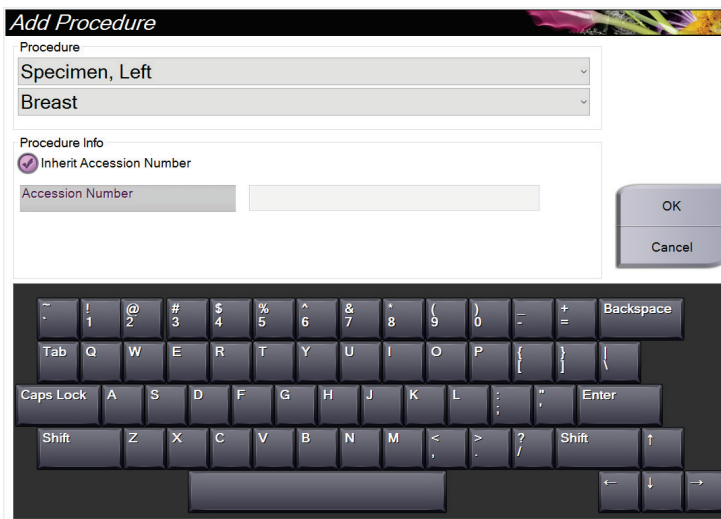 Add Procedure
Procedure
Specimen, Left
Breast
Procedure Info
Inherit Accession Number
Accession Number
OK
Cancel
~ ! @ # $ % ^ & * ( ) _ + Backspace
` 1 2 3 4 5 6 7 8 9 0 - =
Tab Q W E R T Y U I O P { } |
[ ] \
Caps Lock A S D F G H J K L : " Enter
; '
Shift Z X C V B N M < > ? Shift ↑
, . /
← ↓ →